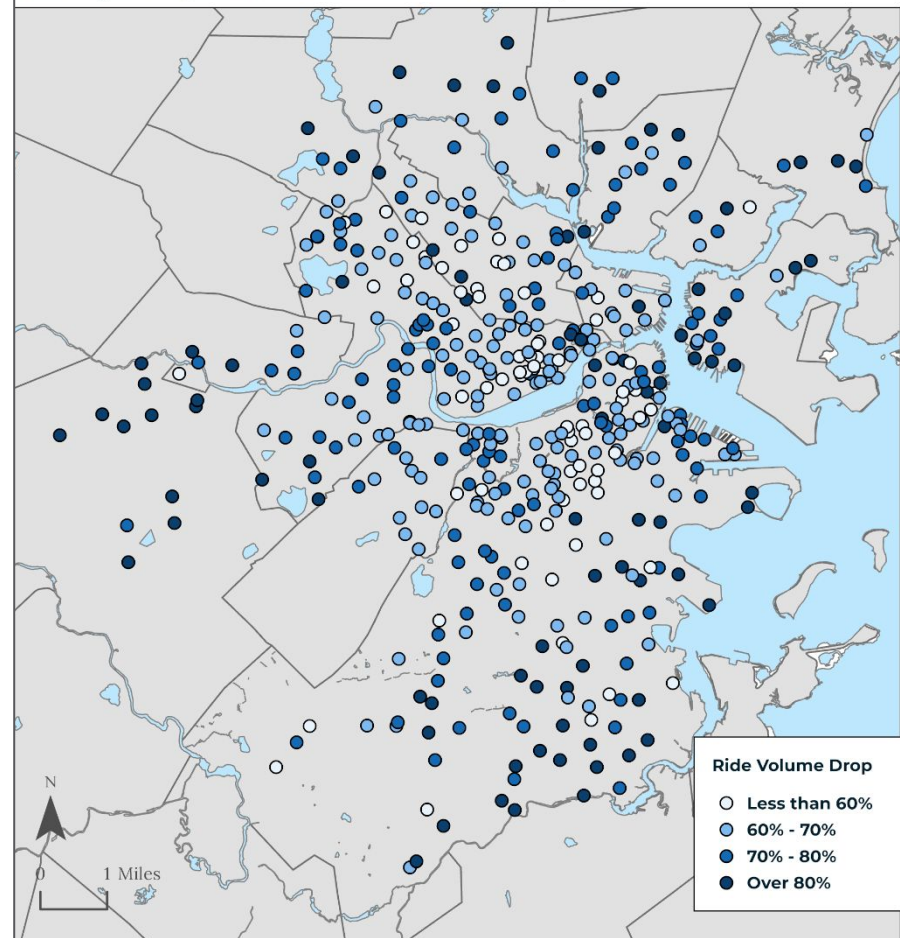 Ride Volume Drop
Less than 60%
60% - 70%
70% - 80%
Over 80%
N
0 1 Miles